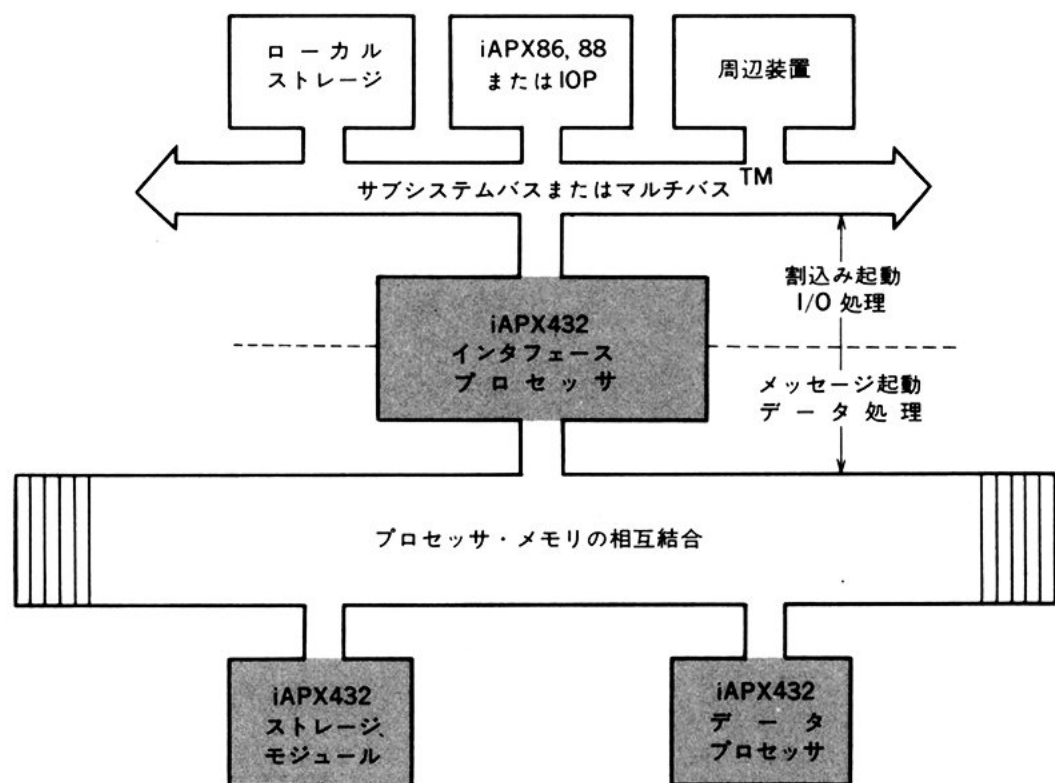 ローカル
ストレージ
iAPX86, 88
またはIOP
周辺装置
サブシステムバスまたはマルチバス™
割込み起動
I/O 処理
iAPX432
インタフェース
プロセッサ
メッセージ起動
データ処理
プロセッサ・メモリの相互結合
iAPX432
ストレージ
モジュール
iAPX432
データ
プロセッサ